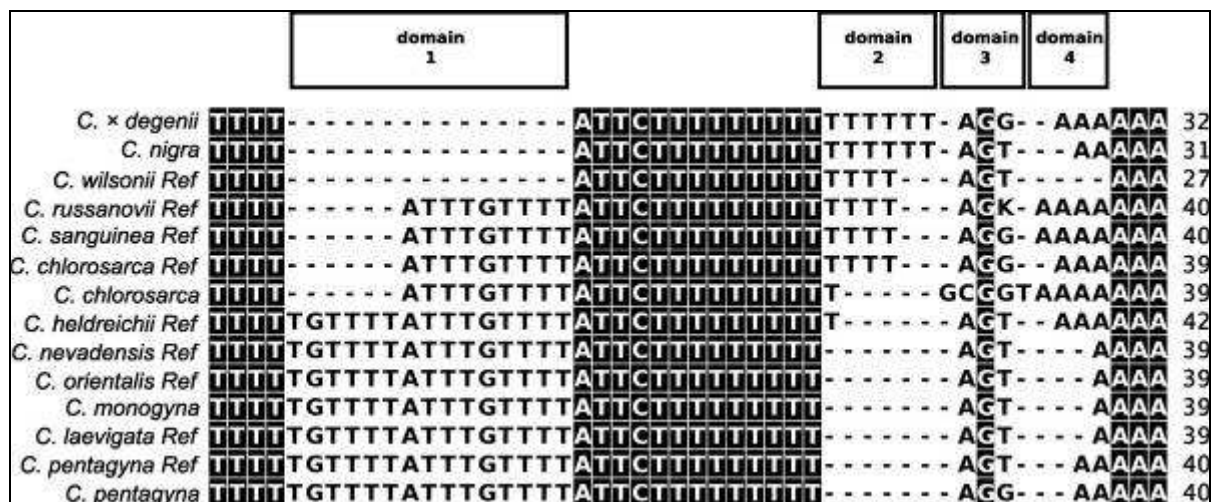 domain 1 domain 2 domain 3 domain 4
C. × degenii TTTT---------------ATTCTTTTTTTTTTTTTTT-AGG--AAAAAA 32
C. nigra TTTT---------------ATTCTTTTTTTTTTTTTTT-AGT---AAAAA 31
C. wilsonii Ref TTTT---------------ATTCTTTTTTTTTTTTT---AGT-----AAA 27
C. russanovii Ref TTTT------ATTTGTTTTATTCTTTTTTTTTTTTT---AGK-AAAAAAA 40
C. sanguinea Ref TTTT------ATTTGTTTTATTCTTTTTTTTTTTTT---AGG-AAAAAAA 40
C. chlorosarca Ref TTTT------ATTTGTTTTATTCTTTTTTTTTTTTT---AGG--AAAAAA 39
C. chlorosarca TTTT------ATTTGTTTTATTCTTTTTTTTTT-----GCGGTAAAAAAA 39
C. heldreichii Ref TTTTTGTTTTATTTGTTTTATTCTTTTTTTTTT------AGT--AAAAAA 42
C. nevadensis Ref TTTTTGTTTTATTTGTTTTATTCTTTTTTTTT-------AGT----AAAA 39
C. orientalis Ref TTTTTGTTTTATTTGTTTTATTCTTTTTTTTT-------AGT----AAAA 39
C. monogyna TTTTTGTTTTATTTGTTTTATTCTTTTTTTTT-------AGT----AAAA 39
C. laevigata Ref TTTTTGTTTTATTTGTTTTATTCTTTTTTTTT-------AGT----AAAA 39
C. pentagyna Ref TTTTTGTTTTATTTGTTTTATTCTTTTTTTTT-------AGT---AAAAA 40
C. pentagyna TTTTTGTTTTATTTGTTTTATTCTTTTTTTTT-------AGG---AAAAA 40